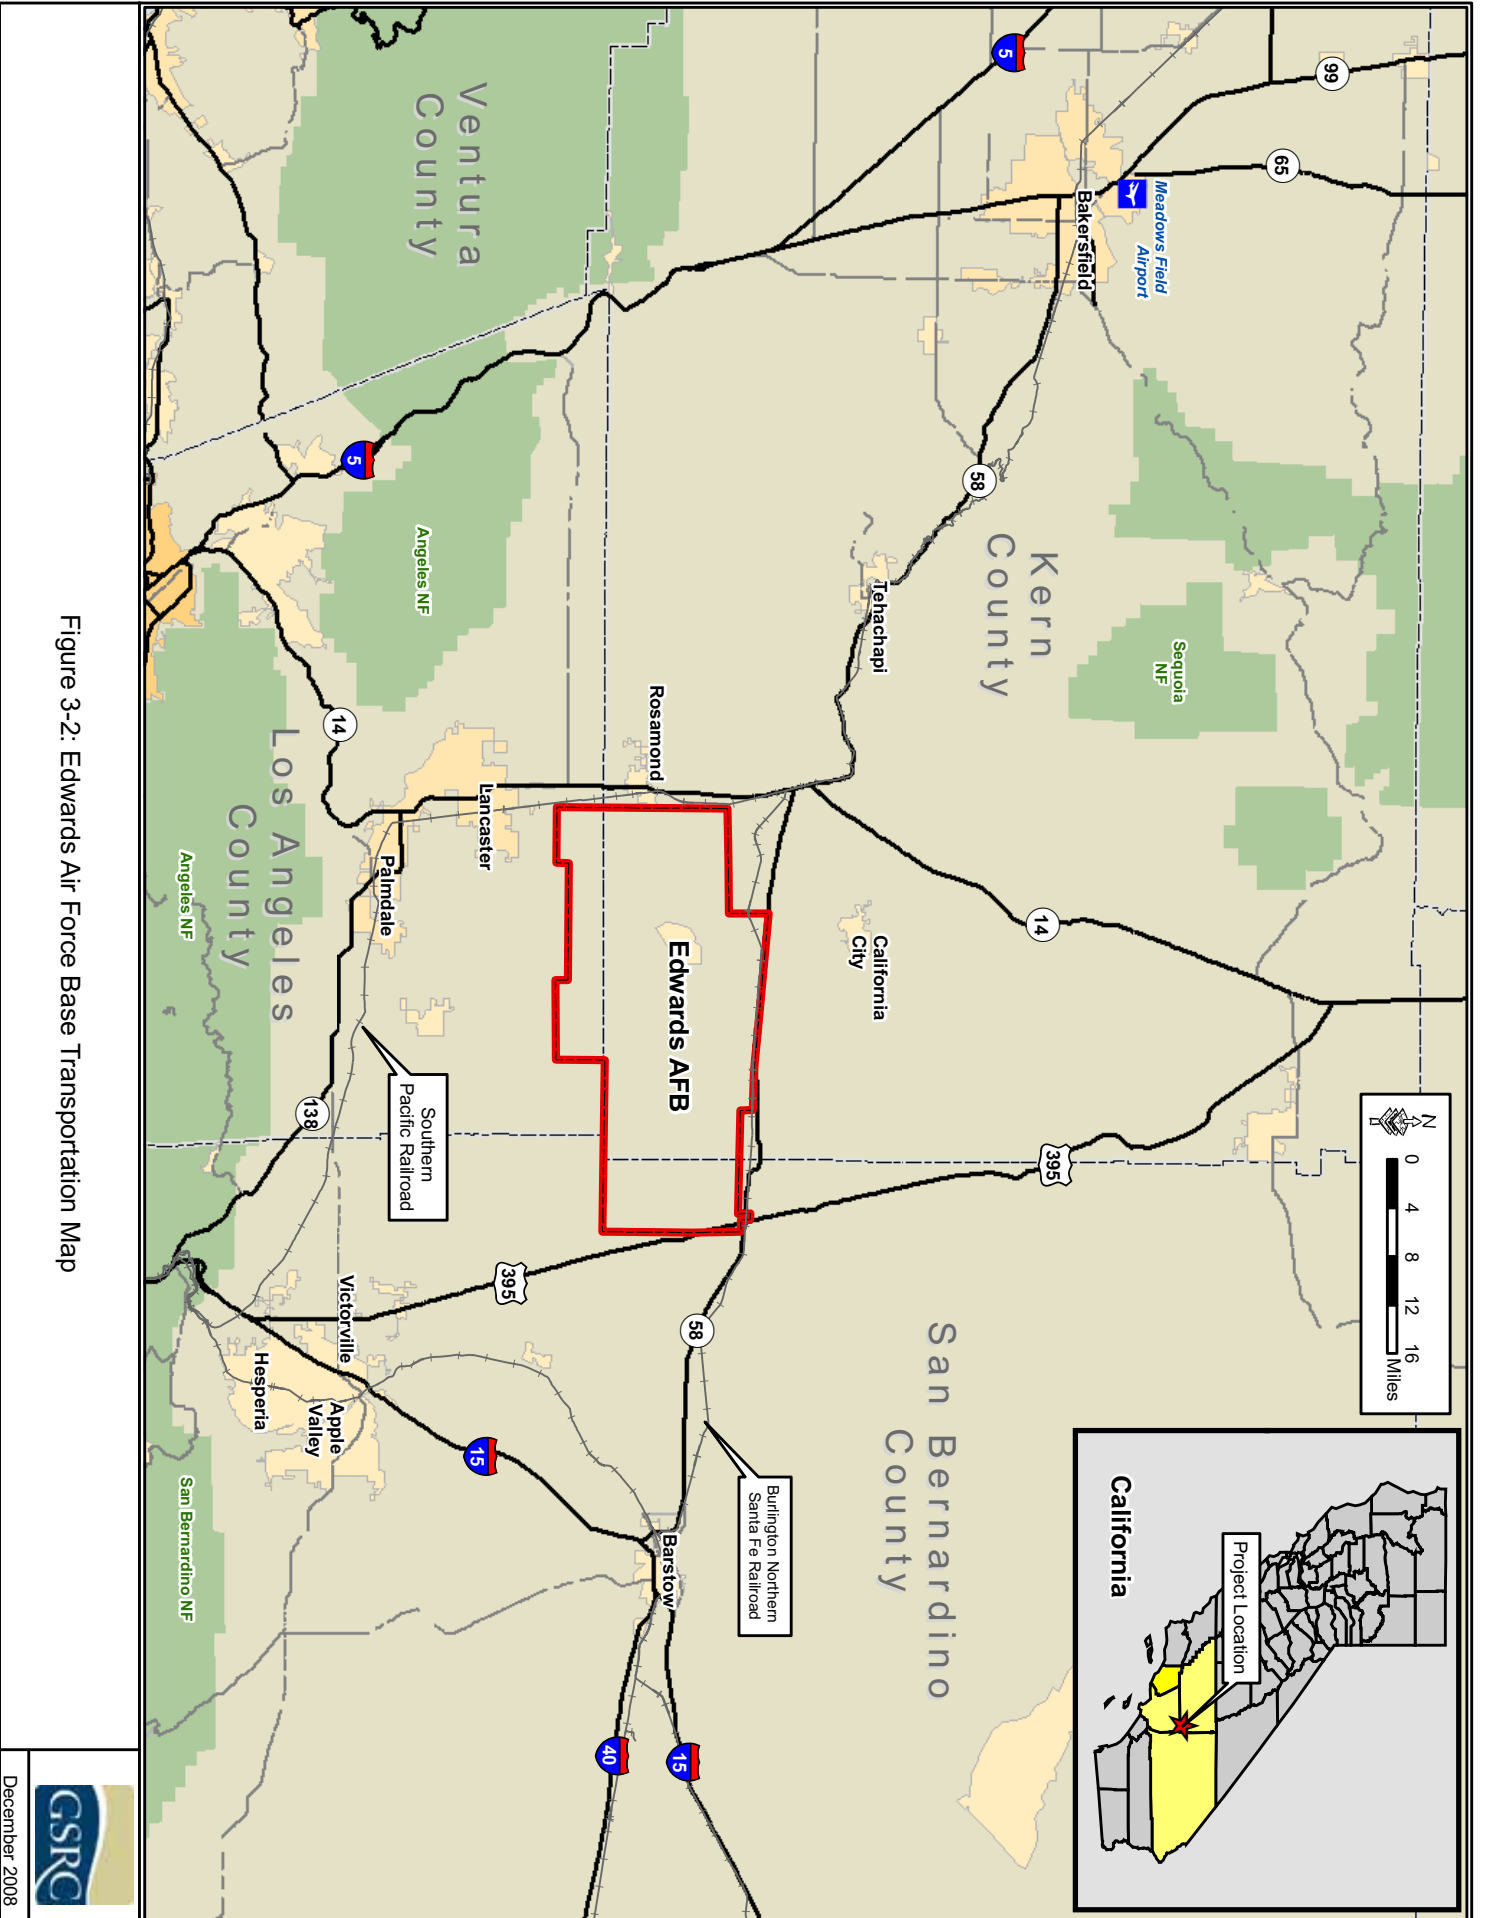 99
65
5
Meadows Field
Airport
Bakersfield
58
Tehachapi
Kern
County
Sequoia
NF
Ventura
County
5
Angeles NF
14
Rosamond
Lancaster
Palmdale
Los Angeles
County
Angeles NF
Edwards AFB
California
City
14
395
138
Southern
Pacific Railroad
395
Victorville
Hesperia
Apple
Valley
15
58
Burlington Northern
Santa Fe Railroad
Barstow
San Bernardino
County
San Bernardino NF
40
15
N
0 4 8 12 16
Miles
California
Project Location
Figure 3-2: Edwards Air Force Base Transportation Map
GSRC
December 2008